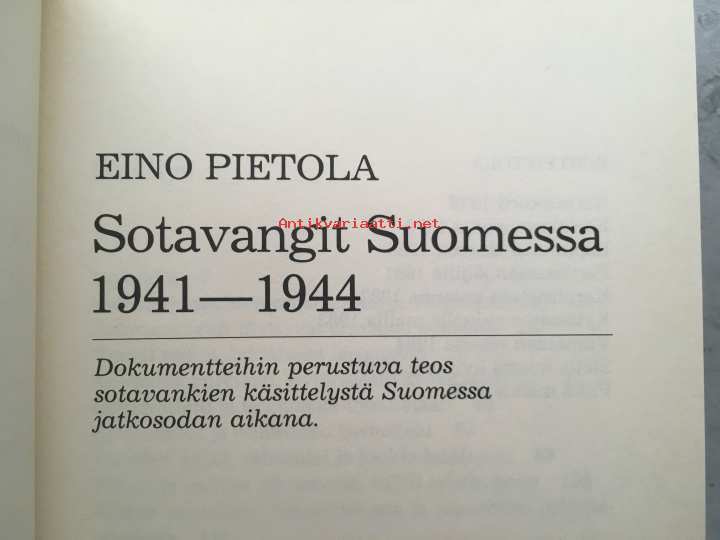 EINO PIETOLA
Antikvariaatti.net
Sotavangit Suomessa
1941—1944
Dokumentteihin perustuva teos
sotavankien käsittelystä Suomessa
jatkosodan aikana.